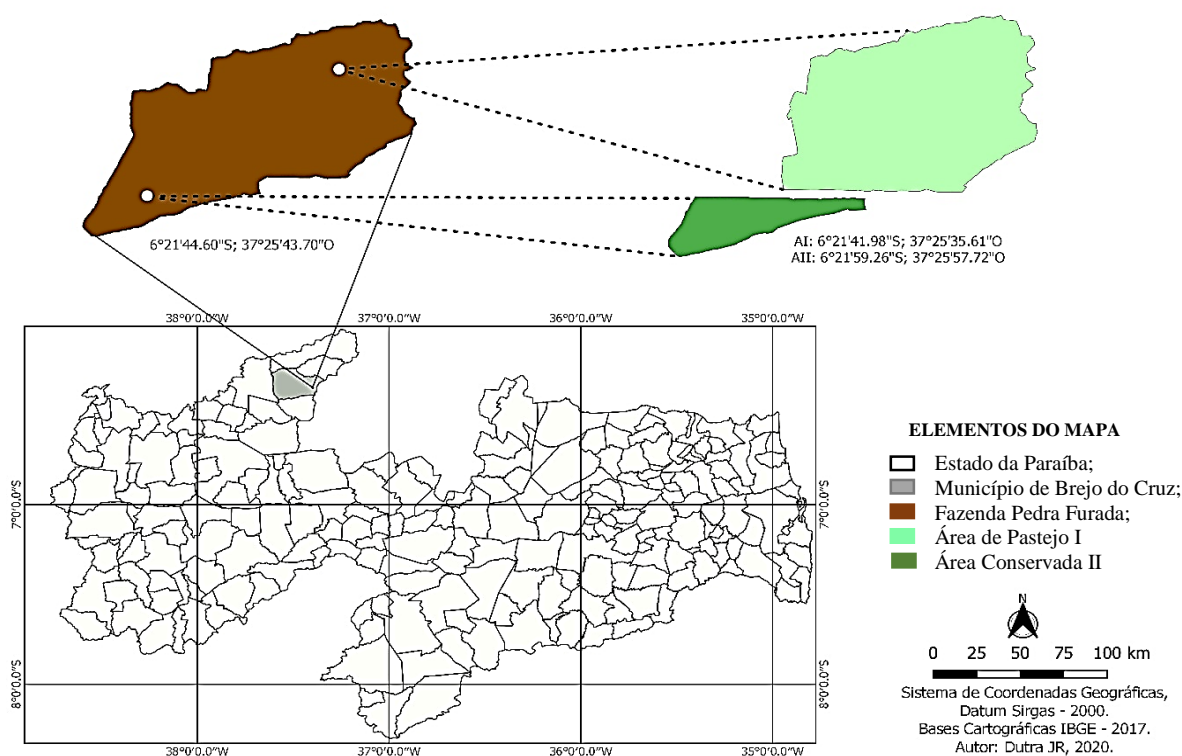 6°21'44.60"S; 37°25'43.70"O
AI: 6°21'41.98"S; 37°25'35.61"O
AII: 6°21'59.26"S; 37°25'57.72"O
38°0'0.0"W 37°0'0.0"W 36°0'0.0"W 35°0'0.0"W
7°0'0.0"S 7°0'0.0"S
8°0'0.0"S 8°0'0.0"S
38°0'0.0"W 37°0'0.0"W 36°0'0.0"W 35°0'0.0"W
ELEMENTOS DO MAPA
Estado da Paraíba;
Município de Brejo do Cruz;
Fazenda Pedra Furada;
Área de Pastejo I
Área Conservada II
N
0 25 50 75 100 km
Sistema de Coordenadas Geográficas,
Datum Sirgas - 2000.
Bases Cartográficas IBGE - 2017.
Autor: Dutra JR, 2020.